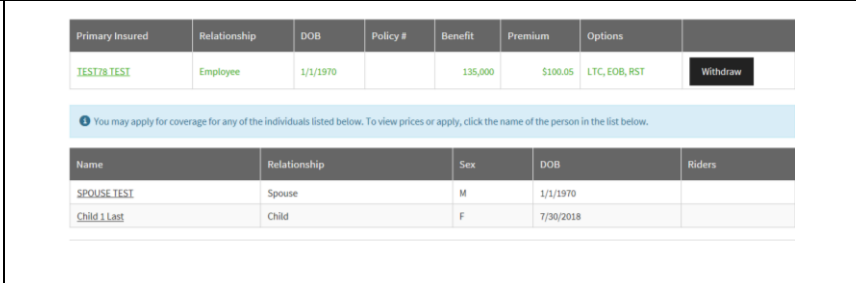 Primary Insured Relationship DOB Policy # Benefit Premium Options
TEST78 TEST Employee 1/1/1970 135,000 $100.05 LTC, EOB, RST Withdraw
You may apply for coverage for any of the individuals listed below. To view prices or apply, click the name of the person in the list below.
Name Relationship Sex DOB Riders
SPOUSE TEST Spouse M 1/1/1970
Child 1 Last Child F 7/30/2018